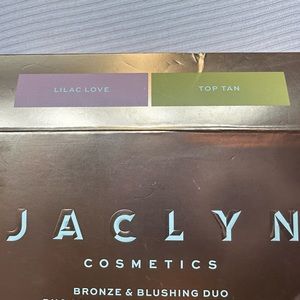 LILAC LOVE
TOP TAN
JACLYN
COSMETICS
BRONZE & BLUSHING DUO